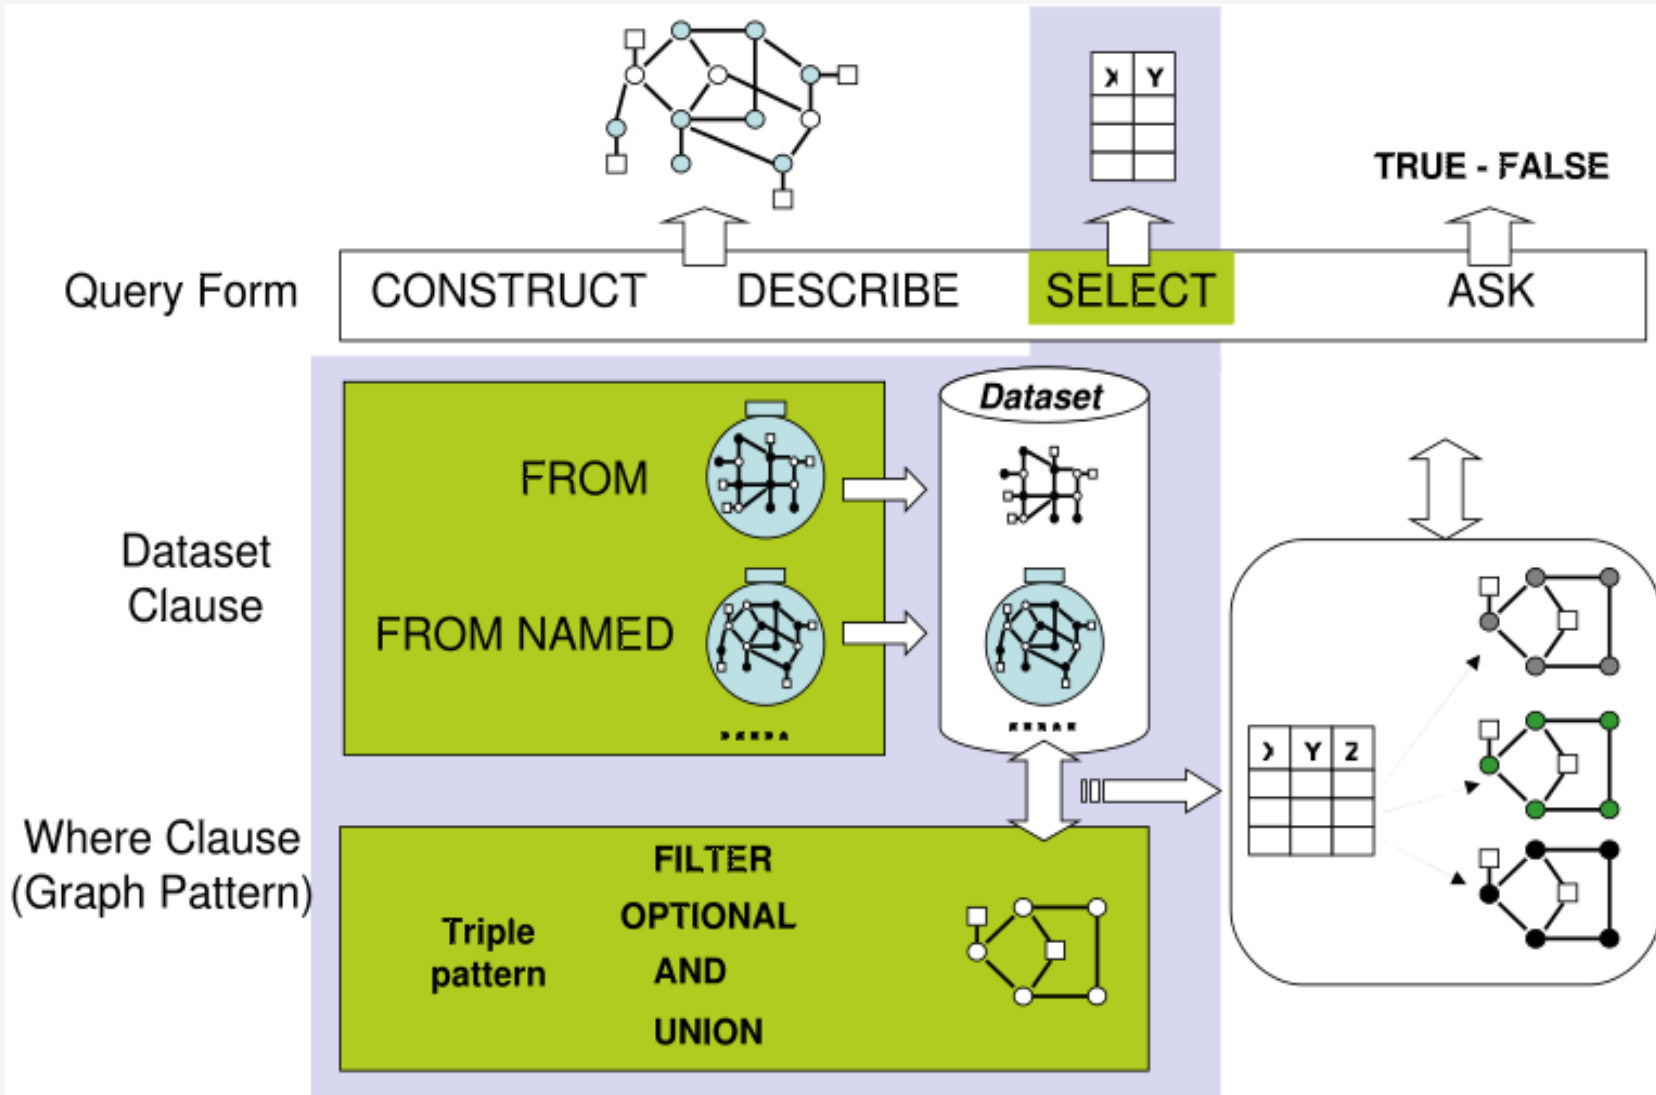 X Y
TRUE - FALSE
Query Form
CONSTRUCT DESCRIBE SELECT ASK
Dataset
FROM
Dataset
Clause
FROM NAMED
X Y Z
Where Clause
(Graph Pattern)
FILTER
OPTIONAL
Triple
pattern
AND
UNION